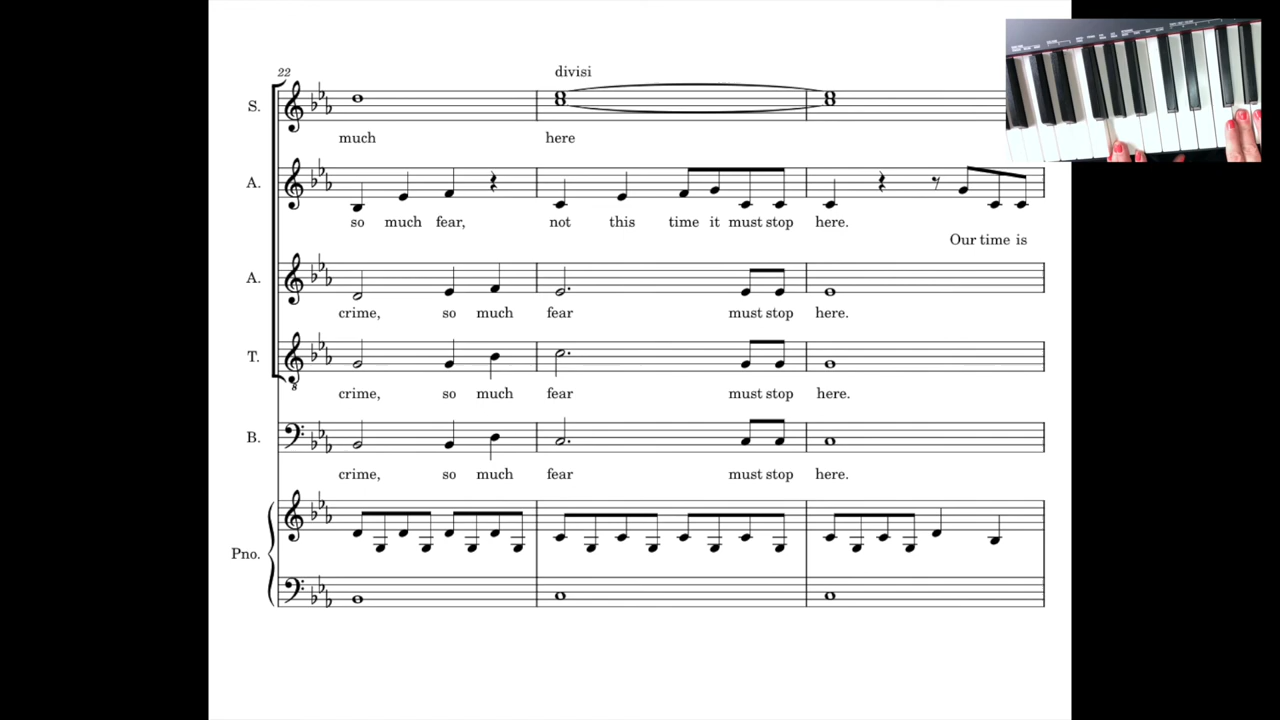 22
divisi
S.
much here
A.
so much fear, not this time it must stop here.
Our time is
A.
crime, so much fear must stop here.
T.
8
crime, so much fear must stop here.
B.
crime, so much fear must stop here.
Pno.